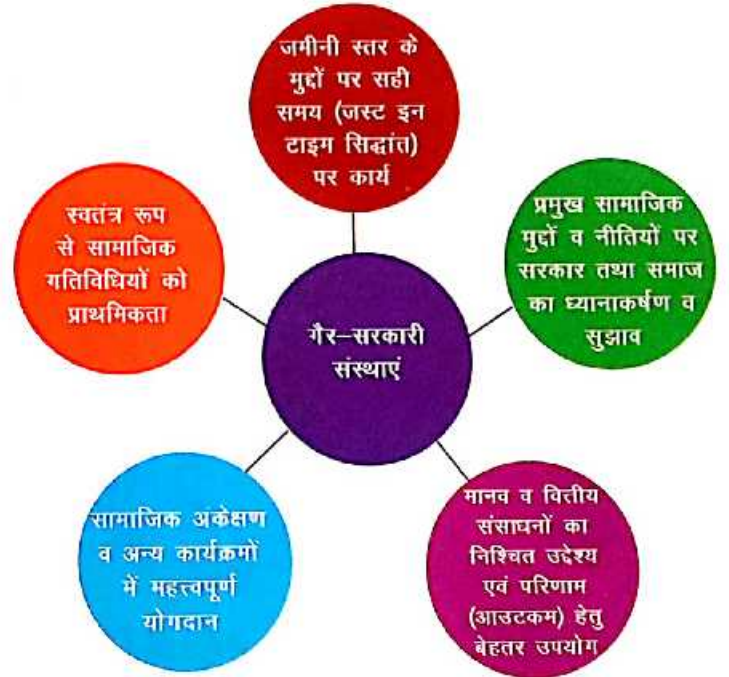 जमीनी स्तर के
मुद्दों पर सही
समय (जस्ट इन
टाइम सिद्धांत)
पर कार्य
प्रमुख सामाजिक
मुद्दों व नीतियों पर
सरकार तथा समाज
का ध्यानाकर्षण व
सुझाव
स्वतंत्र रूप
से सामाजिक
गतिविधियों को
प्राथमिकता
गैर–सरकारी
संस्थाएं
मानव व वित्तीय
संसाधनों का
निश्चित उद्देश्य
एवं परिणाम
(आउटकम) हेतु
बेहतर उपयोग
सामाजिक अकेक्षण
व अन्य कार्यक्रमों
में महत्त्वपूर्ण
योगदान